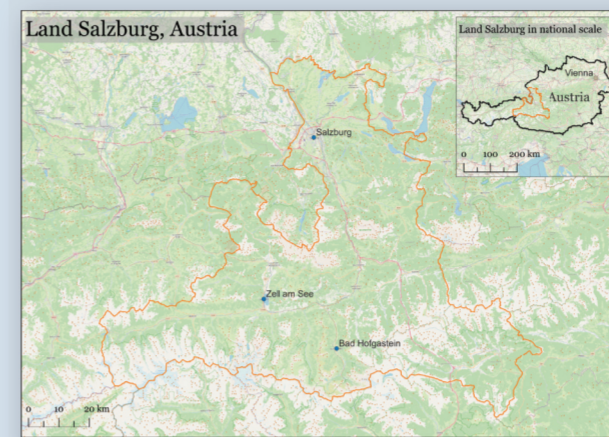 Land Salzburg, Austria
Land Salzburg in national scale
Vienna
Austria
0 100 200 km
Salzburg
Zell am See
Bad Hofgastein
0 10 20 km